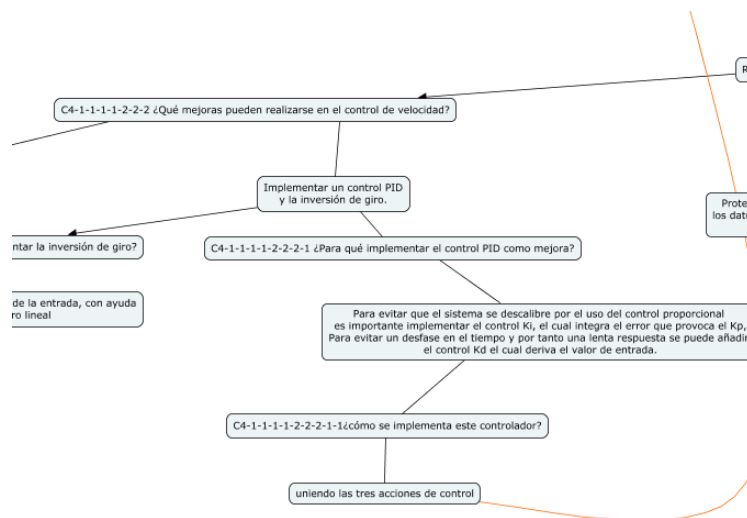 R
C4-1-1-1-1-2-2-2 ¿Qué mejoras pueden realizarse en el control de velocidad?
Implementar un control PID
y la inversión de giro.
Prote
los datr
ntar la inversión de giro?
C4-1-1-1-1-2-2-2-1 ¿Para qué implementar el control PID como mejora?
de la entrada, con ayuda
ro lineal
Para evitar que el sistema se descalibre por el uso del control proporcional
es importante implementar el control Ki, el cual integra el error que provoca el Kp,
Para evitar un desfase en el tiempo y por tanto una lenta respuesta se puede añadir
el control Kd el cual deriva el valor de entrada.
C4-1-1-1-1-2-2-2-1-1¿cómo se implementa este controlador?
uniendo las tres acciones de control